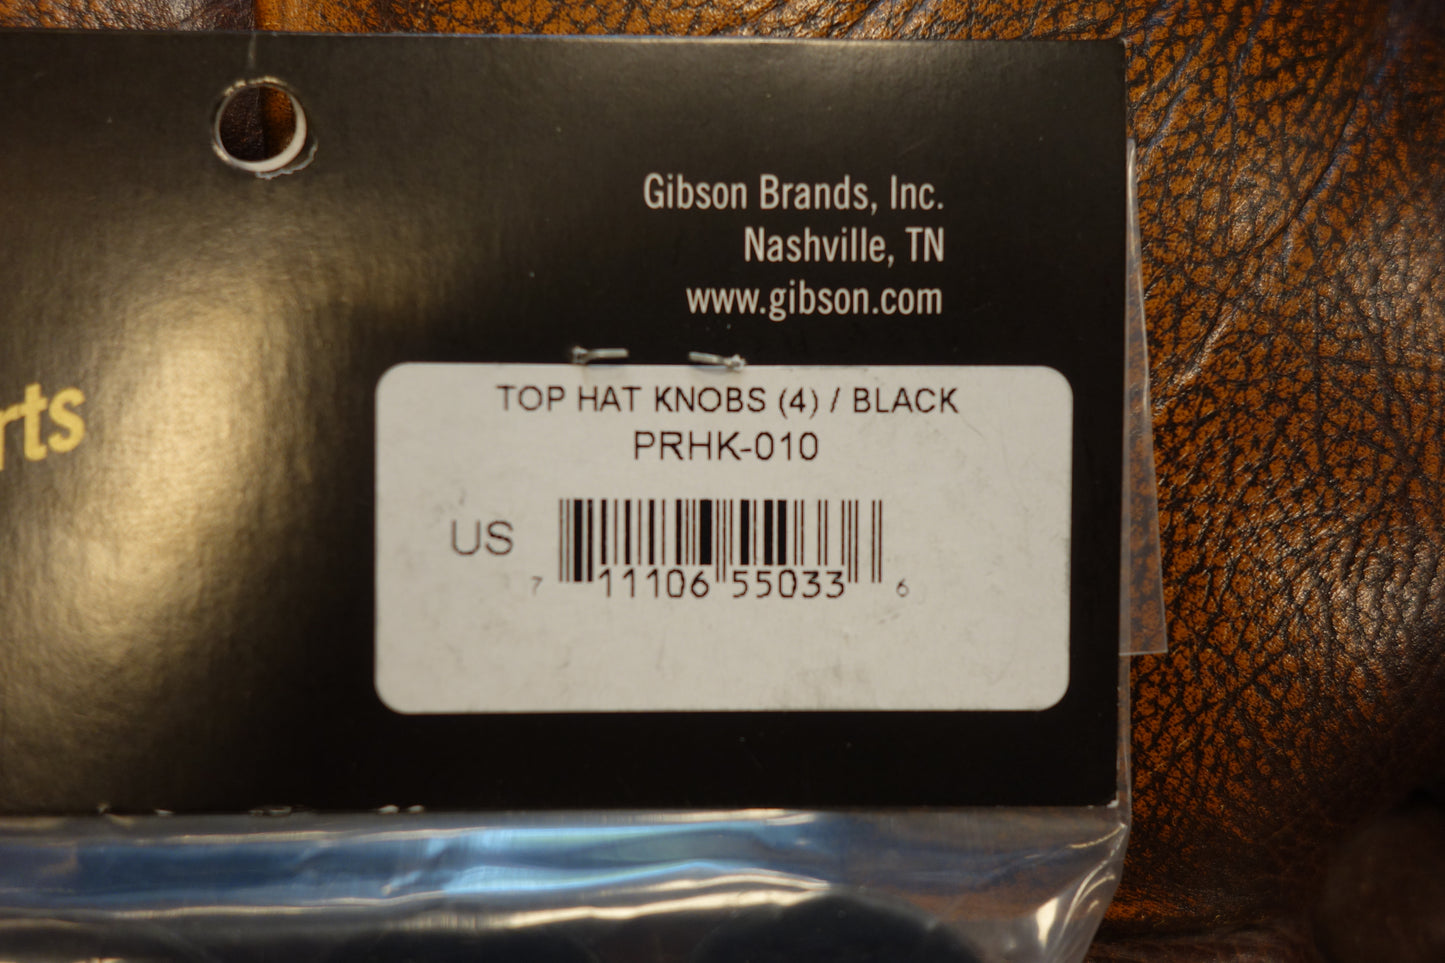 Gibson Brands, Inc.
Nashville, TN
www.gibson.com
rts
TOP HAT KNOBS (4) / BLACK
PRHK-010
US
7 11106 55033 6